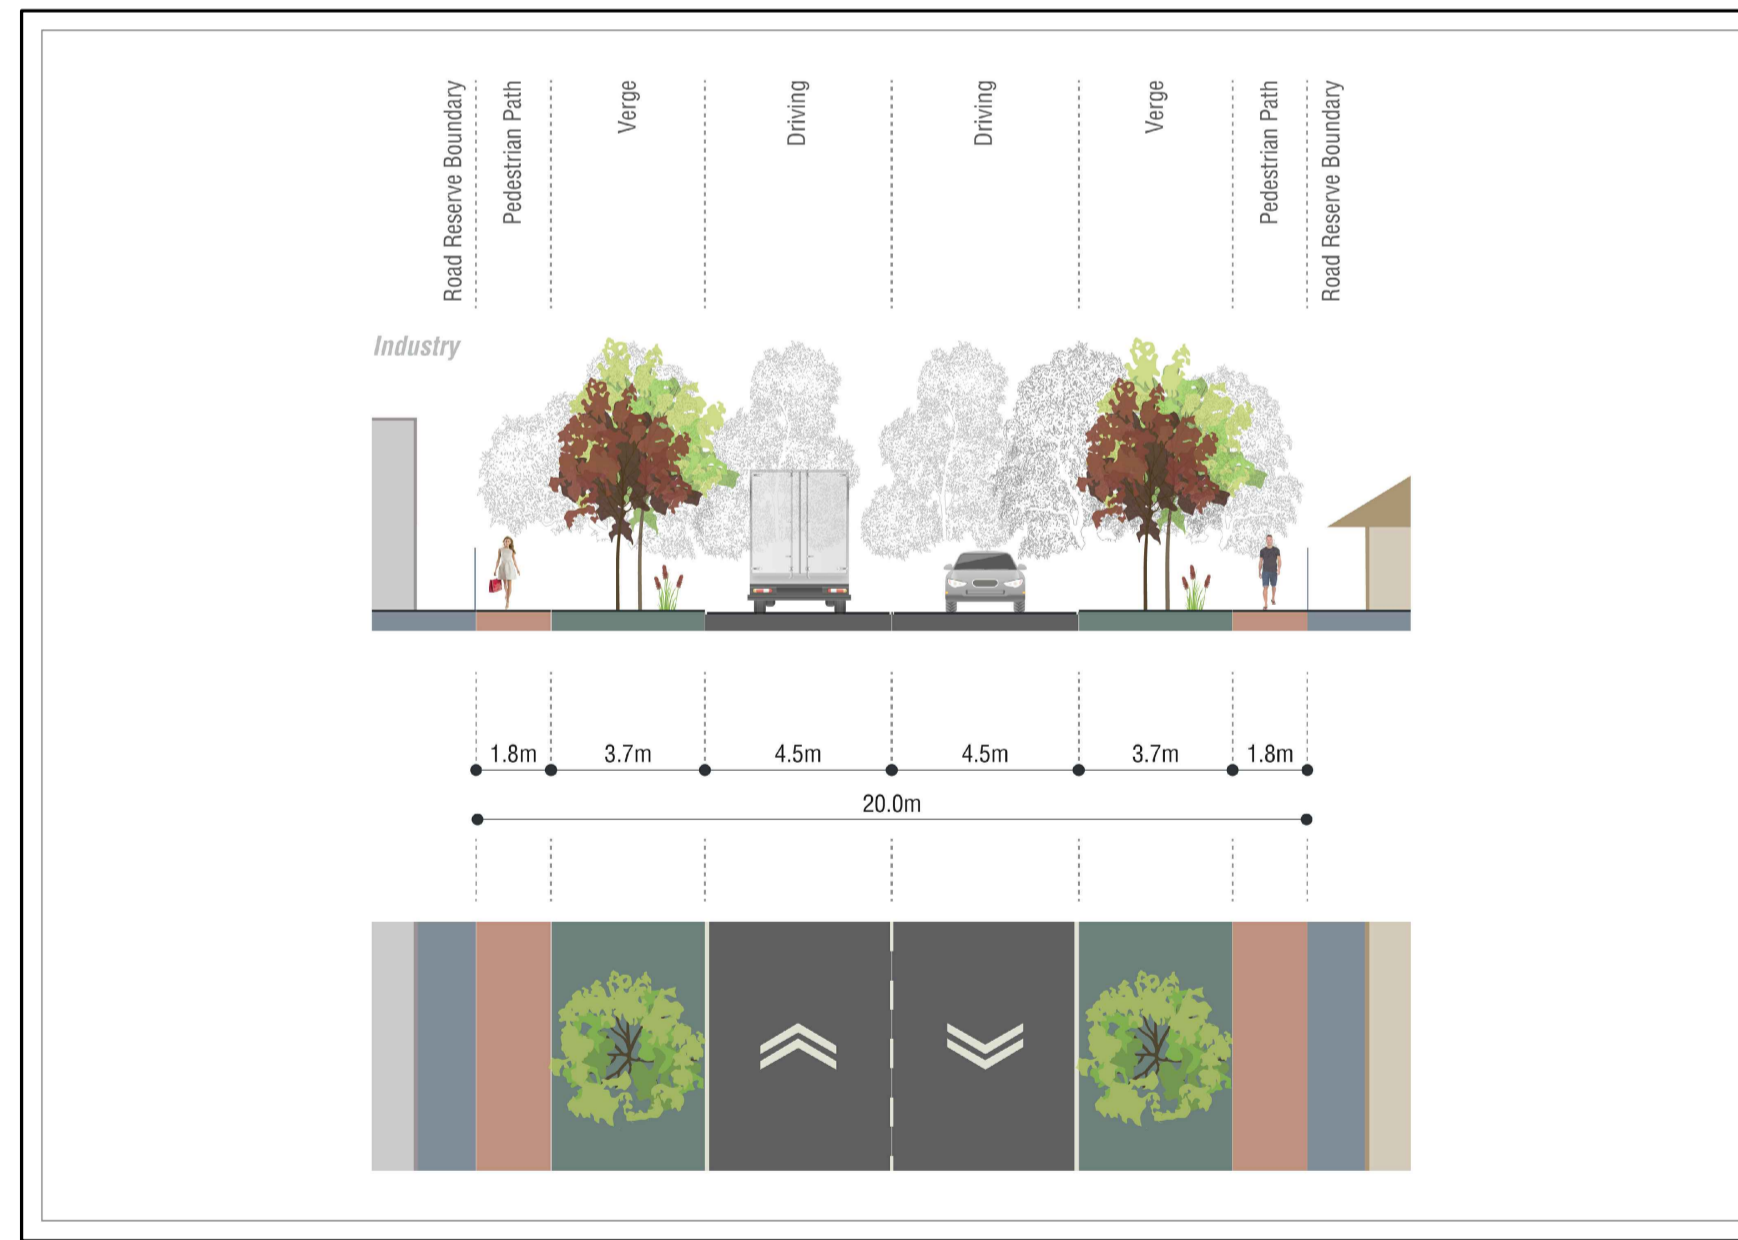 Road Reserve Boundary
Pedestrian Path
Verge
Driving
Driving
Verge
Pedestrian Path
Road Reserve Boundary
Industry
1.8m
3.7m
4.5m
4.5m
3.7m
1.8m
20.0m